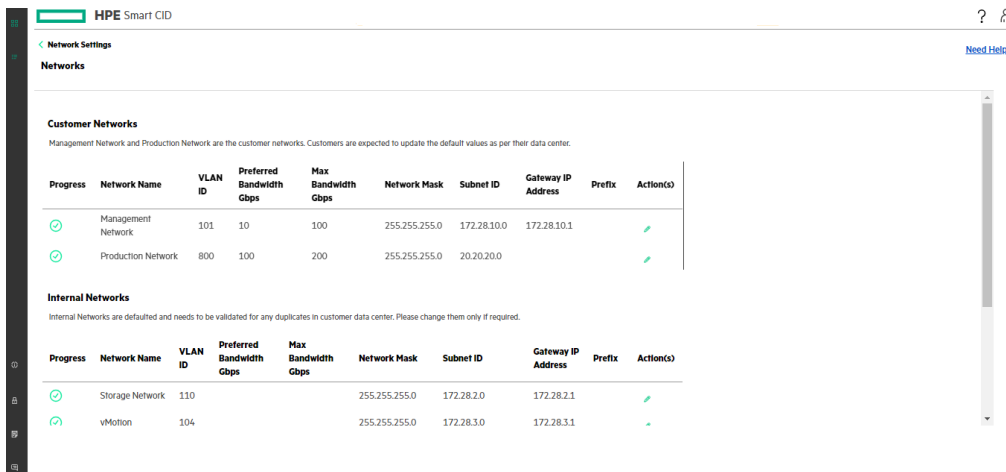 HPE Smart CID
?
Network Settings
Need Help
Networks
Customer Networks
Management Network and Production Network are the customer networks. Customers are expected to update the default values as per their data center.
Progress Network Name VLAN ID Preferred Bandwidth Gbps Max Bandwidth Gbps Network Mask Subnet ID Gateway IP Address Prefix Action(s)
Management Network 101 10 100 255.255.255.0 172.28.10.0 172.28.10.1
Production Network 800 100 200 255.255.255.0 20.20.20.0
Internal Networks
Internal Networks are defaulted and needs to be validated for any duplicates in customer data center. Please change them only if required.
Progress Network Name VLAN ID Preferred Bandwidth Gbps Max Bandwidth Gbps Network Mask Subnet ID Gateway IP Address Prefix Action(s)
Storage Network 110 255.255.255.0 172.28.2.0 172.28.2.1
vMotion 104 255.255.255.0 172.28.3.0 172.28.3.1